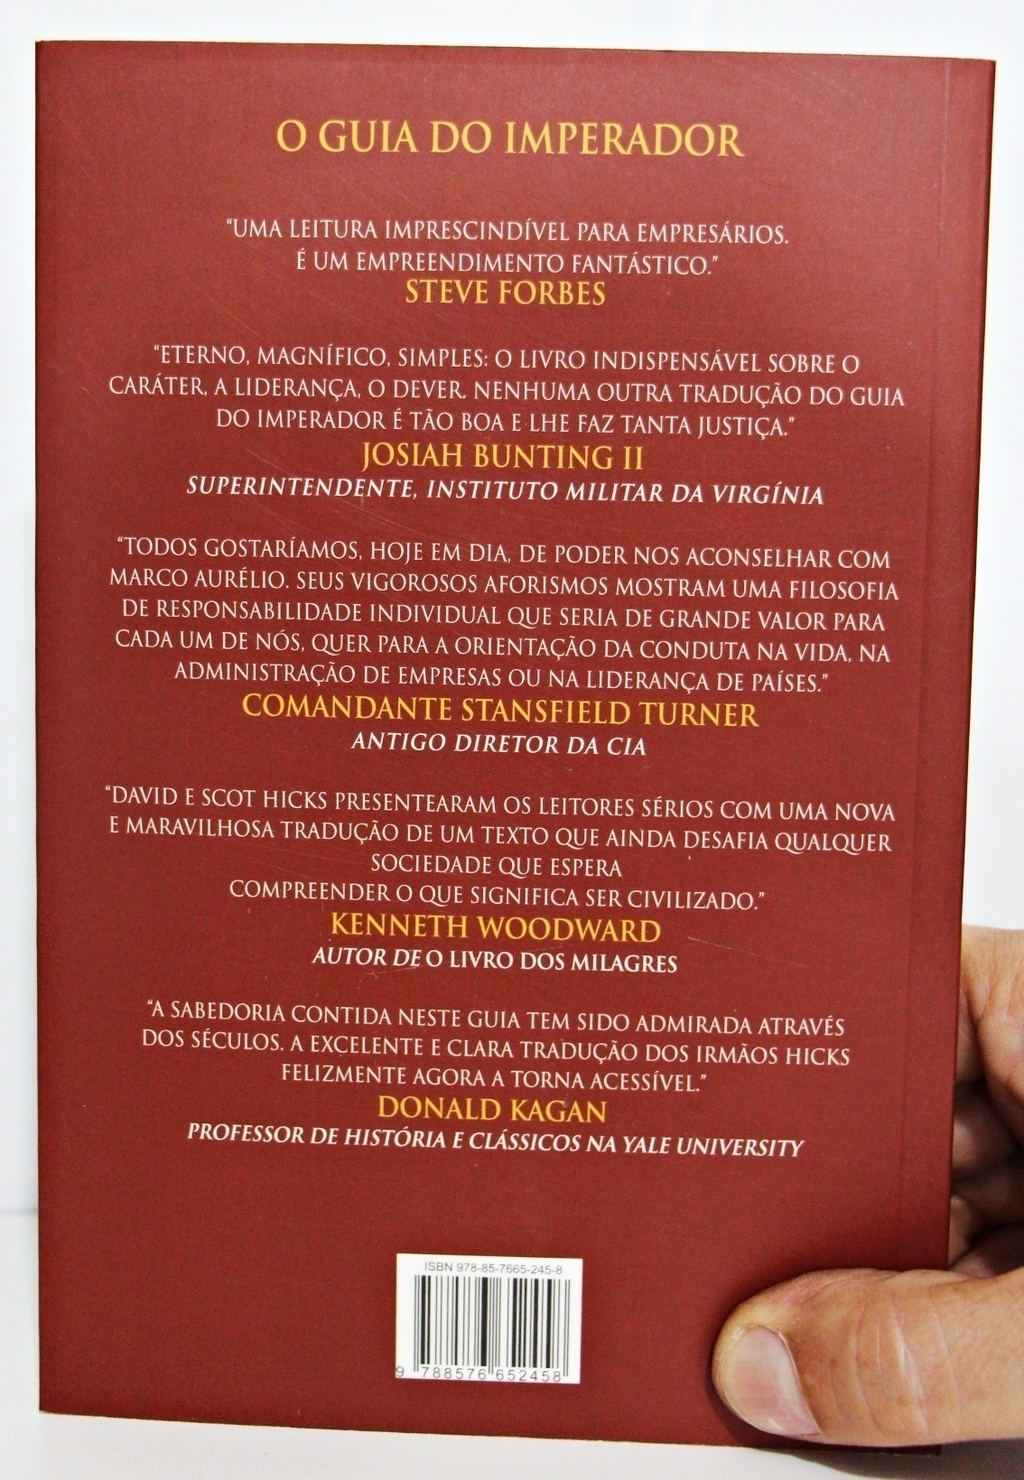 O GUIA DO IMPERADOR
“UMA LEITURA IMPRESCINDÍVEL PARA EMPRESÁRIOS.
É UM EMPREENDIMENTO FANTÁSTICO.”
STEVE FORBES
“ETERNO, MAGNÍFICO, SIMPLES: O LIVRO INDISPENSÁVEL SOBRE O
CARÁTER, A LIDERANÇA, O DEVER. NENHUMA OUTRA TRADUÇÃO DO GUIA
DO IMPERADOR É TÃO BOA E LHE FAZ TANTA JUSTIÇA.”
JOSIAH BUNTING II
SUPERINTENDENTE, INSTITUTO MILITAR DA VIRGÍNIA
“TODOS GOSTARÍAMOS, HOJE EM DIA, DE PODER NOS ACONSELHAR COM
MARCO AURÉLIO. SEUS VIGOROSOS AFORISMOS MOSTRAM UMA FILOSOFIA
DE RESPONSABILIDADE INDIVIDUAL QUE SERIA DE GRANDE VALOR PARA
CADA UM DE NÓS, QUER PARA A ORIENTAÇÃO DA CONDUTA NA VIDA, NA
ADMINISTRAÇÃO DE EMPRESAS OU NA LIDERANÇA DE PAÍSES.”
COMANDANTE STANSFIELD TURNER
ANTIGO DIRETOR DA CIA
“DAVID E SCOT HICKS PRESENTEARAM OS LEITORES SÉRIOS COM UMA NOVA
E MARAVILHOSA TRADUÇÃO DE UM TEXTO QUE AINDA DESAFIA QUALQUER
SOCIEDADE QUE ESPERA
COMPREENDER O QUE SIGNIFICA SER CIVILIZADO.”
KENNETH WOODWARD
AUTOR DE O LIVRO DOS MILAGRES
“A SABEDORIA CONTIDA NESTE GUIA TEM SIDO ADMIRADA ATRAVÉS
DOS SÉCULOS. A EXCELENTE E CLARA TRADUÇÃO DOS IRMÃOS HICKS
FELIZMENTE AGORA A TORNA ACESSÍVEL.”
DONALD KAGAN
PROFESSOR DE HISTÓRIA E CLÁSSICOS NA YALE UNIVERSITY
ISBN 978-85-7665-245-8
9 788576 652458